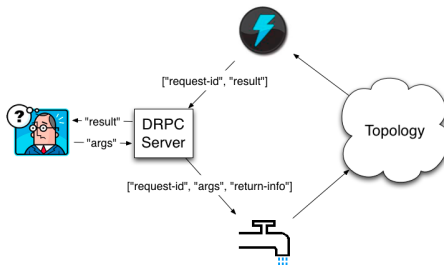 ["request-id", "result"]
?
"result"
"args"
DRPC
Server
Topology
["request-id", "args", "return-info"]